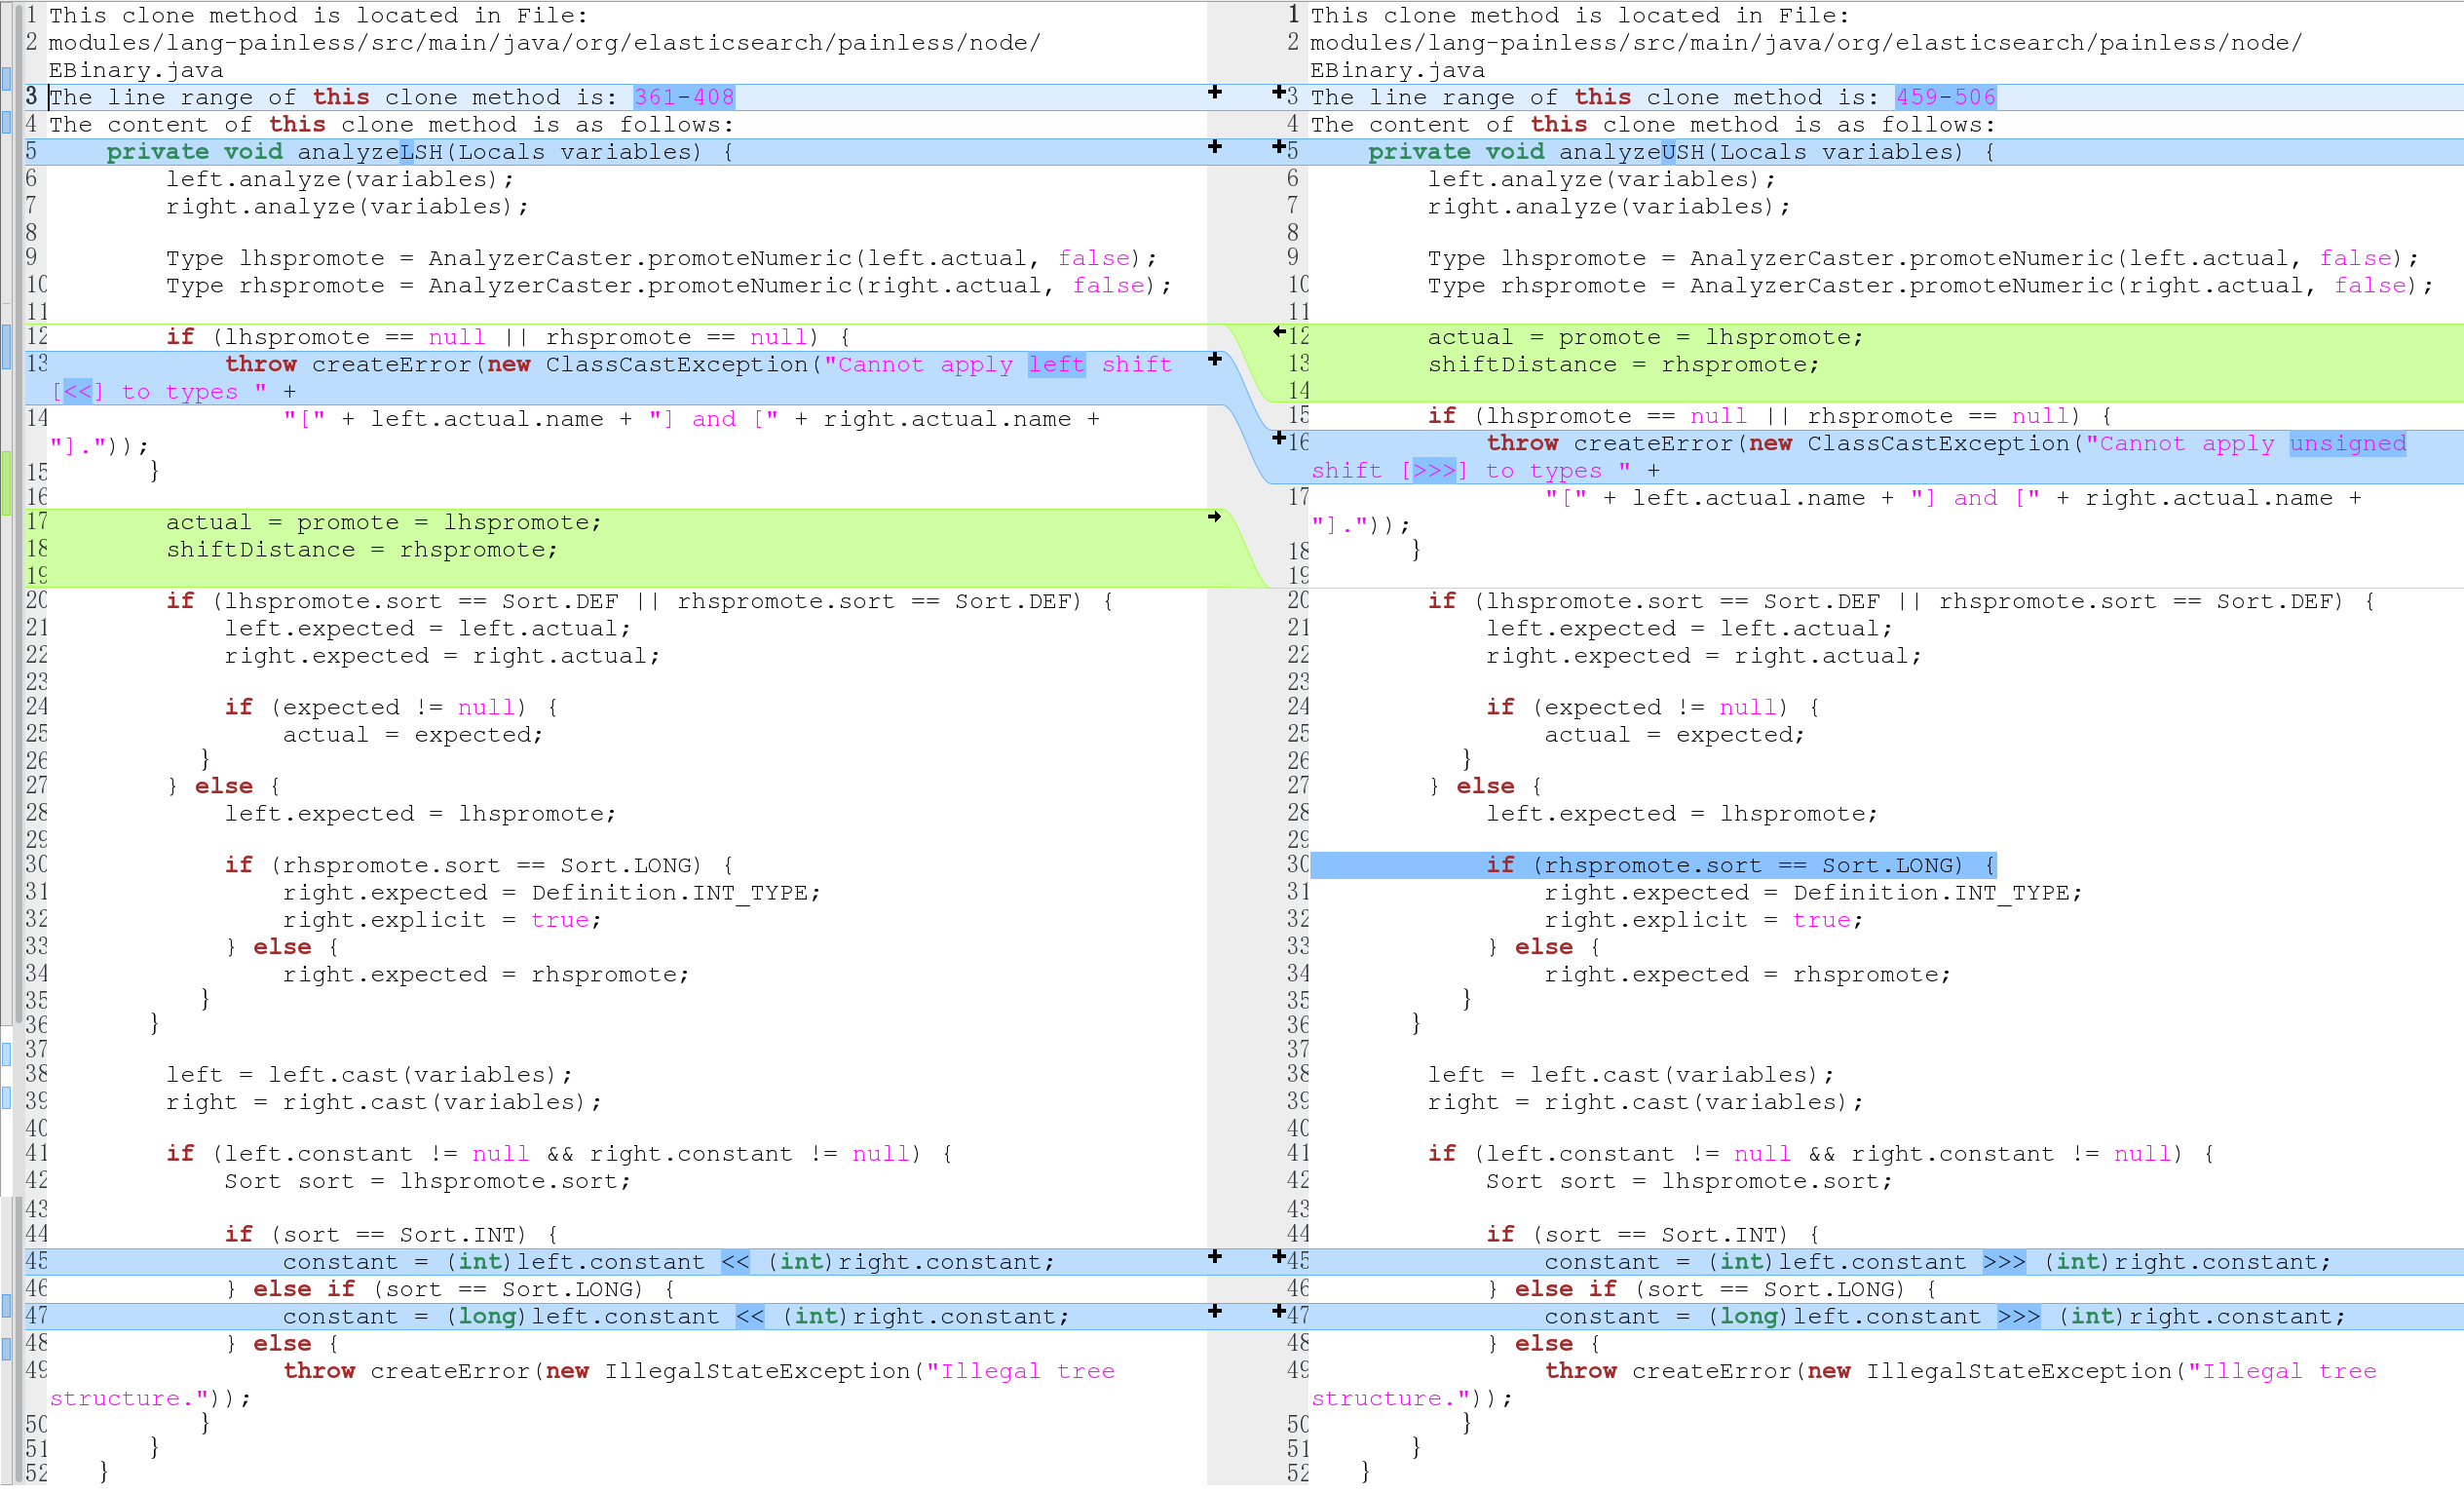 1 This clone method is located in File:
2 modules/lang-painless/src/main/java/org/elasticsearch/painless/node/
EBinary.java
3 The line range of this clone method is: 361-408
4 The content of this clone method is as follows:
5     private void analyzeLSH(Locals variables) {
6         left.analyze(variables);
7         right.analyze(variables);
8
9         Type lhspromote = AnalyzerCaster.promoteNumeric(left.actual, false);
10         Type rhspromote = AnalyzerCaster.promoteNumeric(right.actual, false);
11
12         if (lhspromote == null || rhspromote == null) {
13             throw createError(new ClassCastException("Cannot apply left shift
[<<] to types " +
14                 "[" + left.actual.name + "] and [" + right.actual.name +
"]."));
15         }
16
17         actual = promote = lhspromote;
18         shiftDistance = rhspromote;
19
20         if (lhspromote.sort == Sort.DEF || rhspromote.sort == Sort.DEF) {
21             left.expected = left.actual;
22             right.expected = right.actual;
23
24             if (expected != null) {
25                 actual = expected;
26             }
27         } else {
28             left.expected = lhspromote;
29
30             if (rhspromote.sort == Sort.LONG) {
31                 right.expected = Definition.INT_TYPE;
32                 right.explicit = true;
33             } else {
34                 right.expected = rhspromote;
35             }
36         }
37
38         left = left.cast(variables);
39         right = right.cast(variables);
40
41         if (left.constant != null && right.constant != null) {
42             Sort sort = lhspromote.sort;
43
44             if (sort == Sort.INT) {
45                 constant = (int)left.constant << (int)right.constant;
46             } else if (sort == Sort.LONG) {
47                 constant = (long)left.constant << (int)right.constant;
48             } else {
49                 throw createError(new IllegalStateException("Illegal tree
structure."));
50             }
51         }
52     }
1 This clone method is located in File:
2 modules/lang-painless/src/main/java/org/elasticsearch/painless/node/
EBinary.java
3 The line range of this clone method is: 459-506
4 The content of this clone method is as follows:
5     private void analyzeUSH(Locals variables) {
6         left.analyze(variables);
7         right.analyze(variables);
8
9         Type lhspromote = AnalyzerCaster.promoteNumeric(left.actual, false);
10         Type rhspromote = AnalyzerCaster.promoteNumeric(right.actual, false);
11
12         actual = promote = lhspromote;
13         shiftDistance = rhspromote;
14
15         if (lhspromote == null || rhspromote == null) {
16             throw createError(new ClassCastException("Cannot apply unsigned
shift [>>>] to types " +
17                 "[" + left.actual.name + "] and [" + right.actual.name +
"]."));
18         }
19
20         if (lhspromote.sort == Sort.DEF || rhspromote.sort == Sort.DEF) {
21             left.expected = left.actual;
22             right.expected = right.actual;
23
24             if (expected != null) {
25                 actual = expected;
26             }
27         } else {
28             left.expected = lhspromote;
29
30             if (rhspromote.sort == Sort.LONG) {
31                 right.expected = Definition.INT_TYPE;
32                 right.explicit = true;
33             } else {
34                 right.expected = rhspromote;
35             }
36         }
37
38         left = left.cast(variables);
39         right = right.cast(variables);
40
41         if (left.constant != null && right.constant != null) {
42             Sort sort = lhspromote.sort;
43
44             if (sort == Sort.INT) {
45                 constant = (int)left.constant >>> (int)right.constant;
46             } else if (sort == Sort.LONG) {
47                 constant = (long)left.constant >>> (int)right.constant;
48             } else {
49                 throw createError(new IllegalStateException("Illegal tree
structure."));
50             }
51         }
52     }